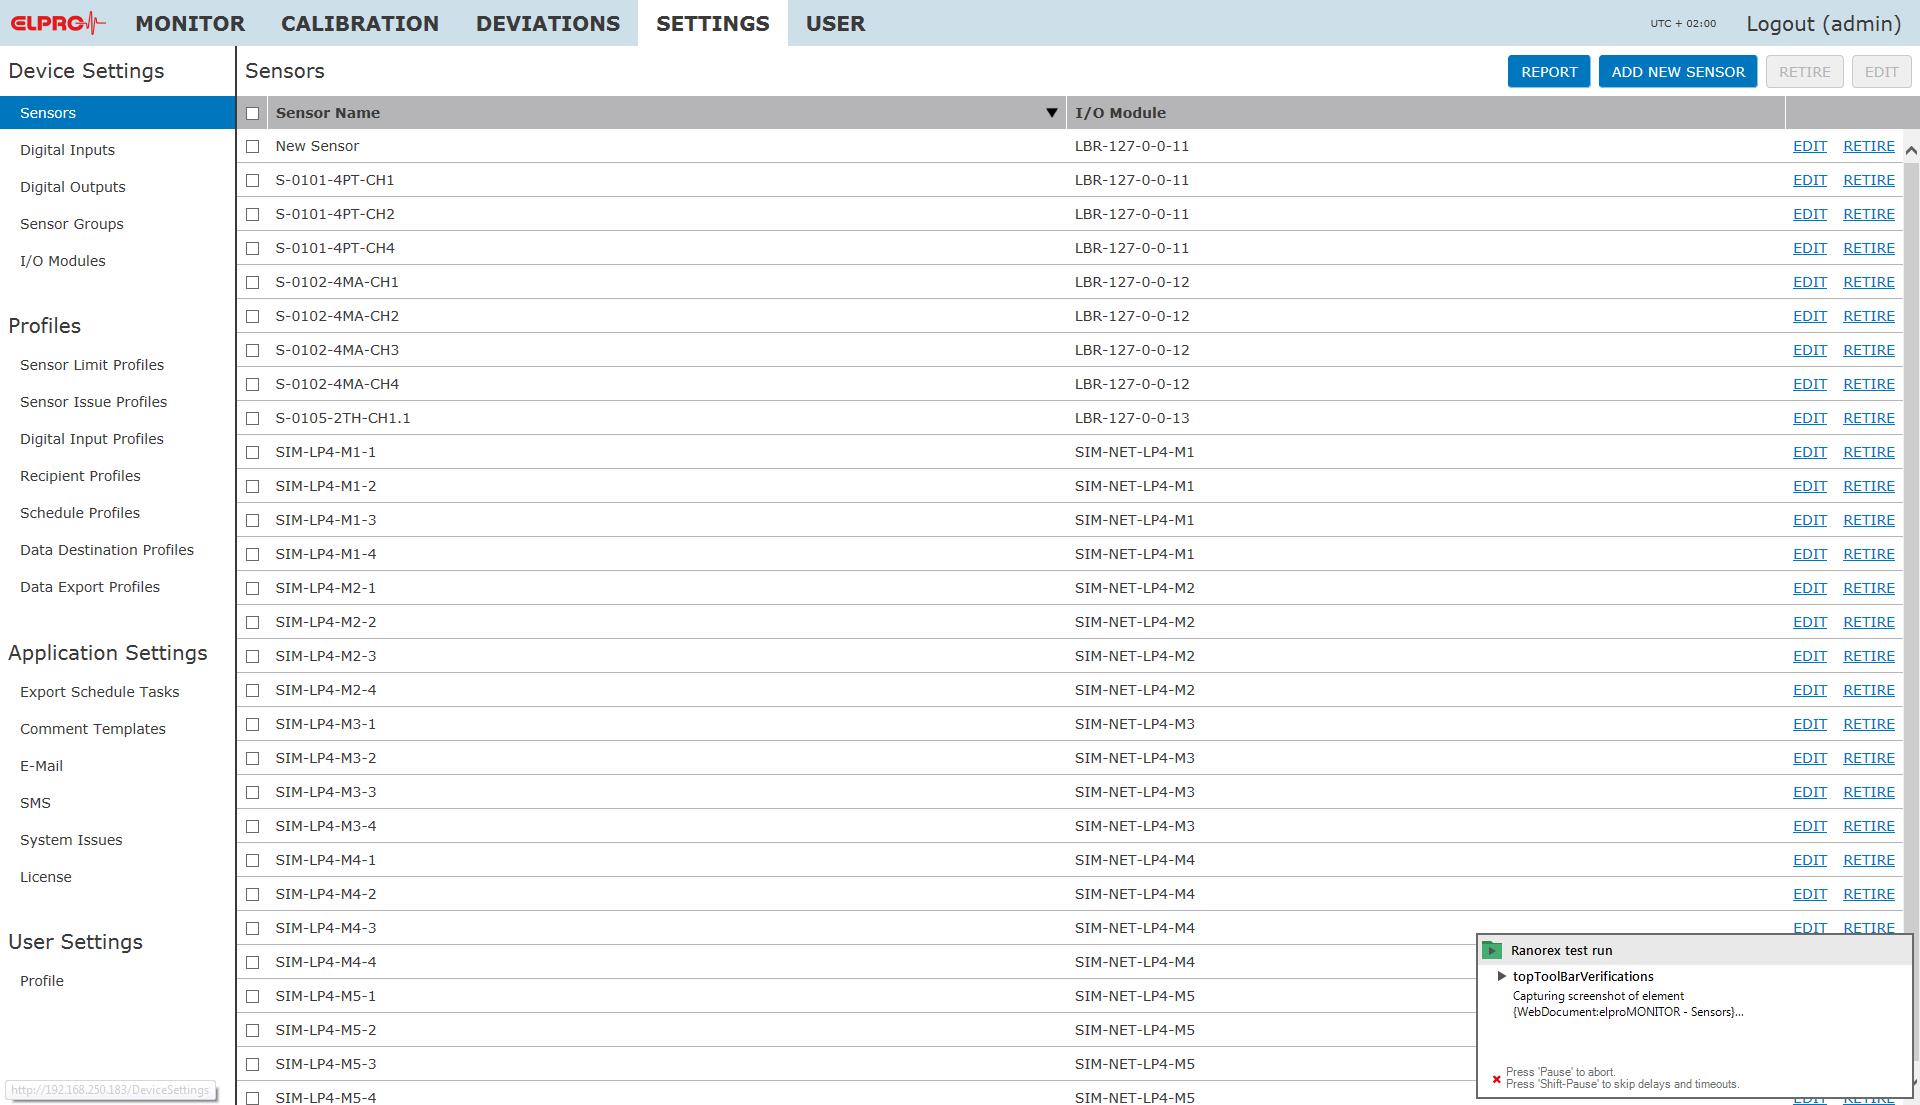 ELPRO MONITOR CALIBRATION DEVIATIONS SETTINGS USER UTC + 02:00 Logout (admin)
Device Settings
Sensors
Digital Inputs
Digital Outputs
Sensor Groups
I/O Modules
Profiles
Sensor Limit Profiles
Sensor Issue Profiles
Digital Input Profiles
Recipient Profiles
Schedule Profiles
Data Destination Profiles
Data Export Profiles
Application Settings
Export Schedule Tasks
Comment Templates
E-Mail
SMS
System Issues
License
User Settings
Profile
http://192.168.250.183/DeviceSettings
Sensors REPORT ADD NEW SENSOR RETIRE EDIT
Sensor Name I/O Module
New Sensor LBR-127-0-0-11 EDIT RETIRE
S-0101-4PT-CH1 LBR-127-0-0-11 EDIT RETIRE
S-0101-4PT-CH2 LBR-127-0-0-11 EDIT RETIRE
S-0101-4PT-CH4 LBR-127-0-0-11 EDIT RETIRE
S-0102-4MA-CH1 LBR-127-0-0-12 EDIT RETIRE
S-0102-4MA-CH2 LBR-127-0-0-12 EDIT RETIRE
S-0102-4MA-CH3 LBR-127-0-0-12 EDIT RETIRE
S-0102-4MA-CH4 LBR-127-0-0-12 EDIT RETIRE
S-0105-2TH-CH1.1 LBR-127-0-0-13 EDIT RETIRE
SIM-LP4-M1-1 SIM-NET-LP4-M1 EDIT RETIRE
SIM-LP4-M1-2 SIM-NET-LP4-M1 EDIT RETIRE
SIM-LP4-M1-3 SIM-NET-LP4-M1 EDIT RETIRE
SIM-LP4-M1-4 SIM-NET-LP4-M1 EDIT RETIRE
SIM-LP4-M2-1 SIM-NET-LP4-M2 EDIT RETIRE
SIM-LP4-M2-2 SIM-NET-LP4-M2 EDIT RETIRE
SIM-LP4-M2-3 SIM-NET-LP4-M2 EDIT RETIRE
SIM-LP4-M2-4 SIM-NET-LP4-M2 EDIT RETIRE
SIM-LP4-M3-1 SIM-NET-LP4-M3 EDIT RETIRE
SIM-LP4-M3-2 SIM-NET-LP4-M3 EDIT RETIRE
SIM-LP4-M3-3 SIM-NET-LP4-M3 EDIT RETIRE
SIM-LP4-M3-4 SIM-NET-LP4-M3 EDIT RETIRE
SIM-LP4-M4-1 SIM-NET-LP4-M4 EDIT RETIRE
SIM-LP4-M4-2 SIM-NET-LP4-M4 EDIT RETIRE
SIM-LP4-M4-3 SIM-NET-LP4-M4 EDIT RETIRE
SIM-LP4-M4-4 SIM-NET-LP4-M4
SIM-LP4-M5-1 SIM-NET-LP4-M5
SIM-LP4-M5-2 SIM-NET-LP4-M5
SIM-LP4-M5-3 SIM-NET-LP4-M5
SIM-LP4-M5-4 SIM-NET-LP4-M5 EDIT RETIRE
Ranorex test run
topToolBarVerifications
Capturing screenshot of element
{WebDocument:elproMONITOR - Sensors}...
Press 'Pause' to abort.
Press 'Shift-Pause' to skip delays and timeouts.